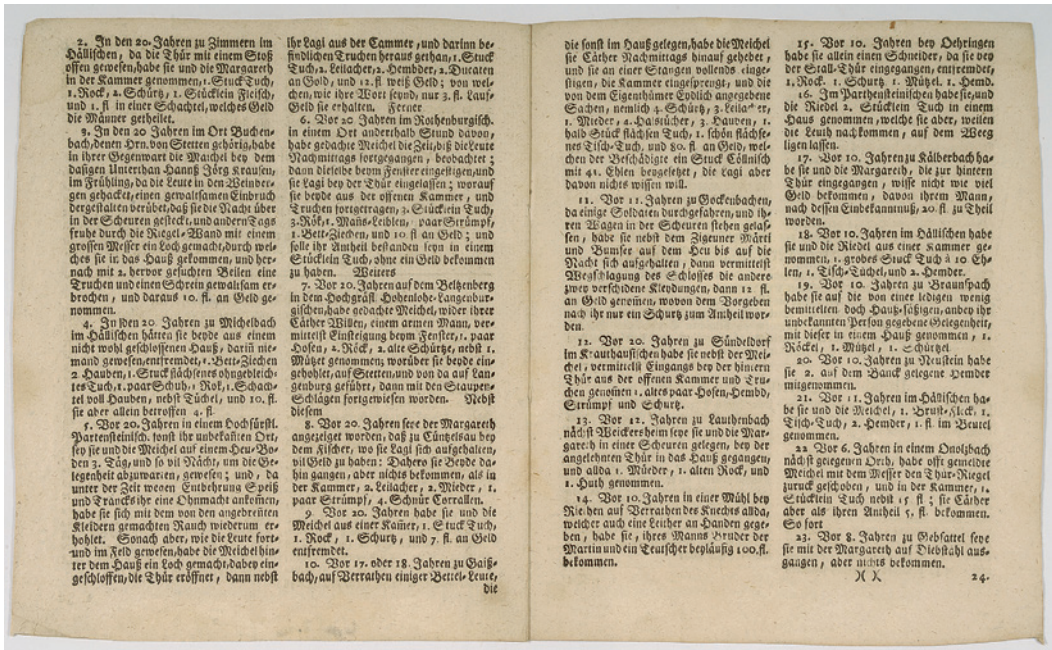 2. In den 20. Jahren zu Zimmern im
Hällischen, da die Thür mit einem Stoß
offen gewesen, habe sie und die Margareth
in der Kammer genommen, 1. Stuck Tuch,
1. Rock, 2. Schürtz, 1. Stücklein Fleisch,
und 1. fl. in einer Schachtel, welches Geld
die Männer getheilet.
3. In den 20. Jahren im Ort Buchen-
bach, denen Hrn. von Stetten gehörig, habe
in ihrer Gegenwart die Maichel bey dem
dasigen Unterthan Hannß Jörg Krausen,
im Frühling, da die Leute in den Weinber-
gen gehacket, einen gewaltsamen Einbruch
dergestalten verübet, daß sie die Nacht über
in der Scheuren gesteckt, und andern Tags
fruhe durch die Riegel-Wand mit einem
grossen Messer ein Loch gemacht, durch wel-
ches sie in das Hauß gekommen, und her-
nach mit 2. hervor gesuchten Beilen eine
Truchen und einen Schrein gewaltsam er-
brochen, und daraus 10. fl. an Geld ge-
nommen.
4. In den 20. Jahren zu Michelbach
im Hällischen hätten sie beyde aus einem
nicht wohl geschlossenen Hauß, darin nie-
mand gewesen, entfremdet, 1. Bett-Ziechen
2 Hauben, 1. Stuck flächsenes ohngebleich-
tes Tuch, 1. paar Schuh, 1 Rok, 1. Schach-
tel voll Hauben, nebst Tüchel, und 10. fl.
sie aber allein betroffen 4. fl.
5. Vor 20. Jahren in einem Hochfürstl.
Partensteinisch. sonst ihr unbekañten Ort,
sey sie und die Meichel auf einem Heu-Bo-
den 3. Täg, und so vil Nächt, um die Ge-
legenheit abzuwarten, gewesen; und, da
unter der Zeit wegen Entbehrung Speiß
und Trancks ihr eine Ohnmacht ankomen,
habe sie sich mit dem von den angebrenten
Kleidern gemachten Rauch wiederum er-
hohlet. Sonach aber, wie die Leute fort-
und im Feld gewesen, habe die Meichel hin-
ter dem Hauß ein Loch gemacht, dabey ein-
geschloffen, die Thür eröffnet, dann nebst
ihr Lagi aus der Cammer, und darinn be-
findlichen Truchen heraus gethan, 1. Stuck
Tuch, 2. Leilacher, 2. Hembder, 2. Ducaten
an Gold, und 12. fl. weiß Geld; von wel-
chen, wie ihre Wort seynd, nur 3. fl. Lauf-
Geld sie erhalten. Ferner
6. Vor 20 Jahren im Rothenburgisch.
in einem Ort anderthalb Stund davon,
habe gedachte Meichel die Zeit, biß die Leute
Nachmittags fortgegangen, beobachtet;
dann dieselbe beym Fenster eingestigen, und
sie Lagi bey der Thür eingelassen; worauf
sie beyde aus der offenen Kammer, und
Truchen fortgetragen, 3. Stücklein Tuch,
3. Rök, 1. Mañs-Leiblen, 1. paar Strümpf,
1. Bett-Ziechen, und 10 fl an Geld; und
solle ihr Antheil bestanden seyn in einem
Stücklein Tuch, ohne ein Geld bekommen
zu haben. Weiters
7. Vor 20. Jahren auf dem Beltzenberg
in dem Hochgräfl. Hohenlohe-Langenbur-
gischen, habe gedachte Meichel, wider ihrer
Cäther Willen, einem armen Mann, ver-
mittelst Einsteigung beym Fenster, 1. paar
Hosen, 2. Röck, 2. alte Schürtze, nebst 1.
Mützet genommen; worüber sie beyde ein-
gehohlet, auf Stetten, und von da auf Lan-
genburg geführt, dann mit den Staupen-
Schlägen fortgewiesen worden. Nebst
diesem
8. Vor 20. Jahren seye der Margareth
angezeiget worden, daß zu Cüntzelsau bey
dem Fischer, wo sie Lagi sich aufgehalten,
vil Geld zu haben: Dahero sie Beyde da-
hin gangen, aber nichts bekommen, als in
der Kammer, 2. Leilacher, 2. Mieder, 1.
paar Strümpf, 4. Schnür Corrallen.
9. Vor 20. Jahren habe sie und die
Meichel aus einer Kamer, 1. Stuck Tuch,
1. Rock, 1. Schurtz, und 7. fl. an Geld
entfremdet.
10. Vor 17. oder 18. Jahren zu Gaiß-
bach, auf Verrathen einiger Bettel-Leute,
die
die sonst im Hauß gelegen, habe die Meichel
sie Cäther Nachmittags hinauf gehebet,
und sie an einer Stangen vollends einge-
stigen, die Kammer eingesprengt, und die
von dem Eigenthümer Eydlich angegebene
Sachen, nemlich 4. Schürtz, 3. Leilacher,
1. Mieder, 4. Halstücher, 3. Hauben, 1.
halb Stück flächsen Tuch, 1. schön flächse-
nes Tisch-Tuch, und 80. fl. an Geld, wel-
chen der Beschädigte ein Stuck Cöllnisch
mit 41. Ehlen beygesetzt, die Lagi aber
davon nichts wissen will.
11. Vor 11. Jahren zu Gockenbachen,
da einige Soldaten durchgefahren, und ih-
ren Wagen in der Scheuren stehen gelas-
sen, habe sie nebst dem Zigeuner Märtel
und Bumser auf dem Heu bis auf die
Nacht sich aufgehalten, dann vermittelst
Wegschlagung des Schlosses die andere
zwey verschidene Kleydungen, dann 12 fl.
an Geld genomen, wovon dem Vorgeben
nach ihr nur ein Schurtz zum Antheil wor-
den.
12. Vor 20. Jahren zu Sündeldorf
im Krauthausischen habe sie nebst der Mei-
chel, vermittelst Eingangs bey der hintern
Thür aus der offenen Kammer und Tru-
chen genomen 1. altes paar Hosen, Hembd,
Strümpf und Schurtz.
13. Vor 12. Jahren zu Lauthenbach
nächst Weickersheim seye sie und die Mar-
gareth in einer Scheuren gelegen, bey der
angelehnten Thür in das Hauß gegangen,
und allda 1. Mürder, 1. alten Rock, und
1. Huth genommen.
14. Vor 10. Jahren in einer Mühl bey
Riethen auf Verrathen des Knechts allda,
welcher auch eine Leither an Handen gege-
ben, habe sie, ihres Manns Bruder der
Martin und ein Teutscher beyläufig 100. fl.
bekommen.
15. Vor 10. Jahren bey Oehringen
habe sie allein einen Schneider, da sie bey
der Stall-Thür eingegangen, entfremdet,
1. Rock, 1. Schurtz 1. Mützel, 1. Hembd.
16. Im Parthensteinischen habe sie, und
die Riedel 2. Stücklein Tuch in einem
Haus genommen, welche sie aber, weilen
die Leuth nachkommen, auf dem Weeg
ligen lassen.
17. Vor 10. Jahren zu Kälberbach ha-
be sie und die Margareth, die zur hintern
Thür eingegangen, wisse nicht wie viel
Geld bekommen, davon ihrem Mann,
nach dessen Einbekanntnuß, 20. fl. zu Theil
worden.
18. Vor 10. Jahren im Hällischen habe
sie und die Riedel aus einer Kammer ge-
nommen, 1. grobes Stuck Tuch à 10 Eh-
len, 1. Tisch-Tüchel, und 2. Hember.
19. Vor 10. Jahren zu Braunspach
habe sie auf die von einer ledigen wenig
bemittelten doch Hauß-säßigen, anbey ihr
unbekandten Person gegebene Gelegenheit,
mit dieser in einem Hauß genommen, 1.
Röckel, 1. Mützel, 1. Schürtzel.
20. Vor 10. Jahren zu Neustein habe
sie 2. auf dem Banck gelegene Hembder
mitgenommen.
21. Vor 11. Jahren im Hällischen ha-
be sie und die Meichel, 1. Brust-Fleck, 1.
Tisch-Tuch, 2. Hembder, 1. fl. im Beutel
genommen.
22 Vor 6. Jahren in einem Onolzbach
nächst gelegenen Orth, habe offt gemelte
Meichel mit dem Messer den Thür-Riegel
zuruck geschoben, und in der Kammer, 1.
Stücklein Tuch nebst 15 fl; sie Cäther
aber als ihren Antheil 5. fl. bekommen.
So fort
23. Vor 8. Jahren zu Gebsattel seye
sie mit der Margareth auf Diebstahl aus-
gangen, aber nichts bekommen.
)( )( 24.